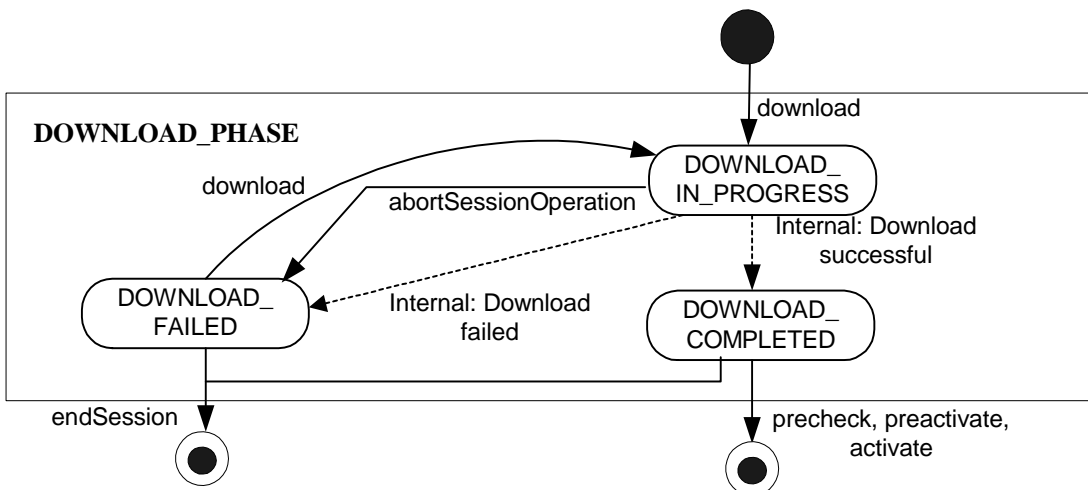 download
DOWNLOAD_PHASE
DOWNLOAD_
IN_PROGRESS
download
abortSessionOperation
Internal: Download
successful
DOWNLOAD_
FAILED
Internal: Download
failed
DOWNLOAD_
COMPLETED
endSession
precheck, preactivate,
activate